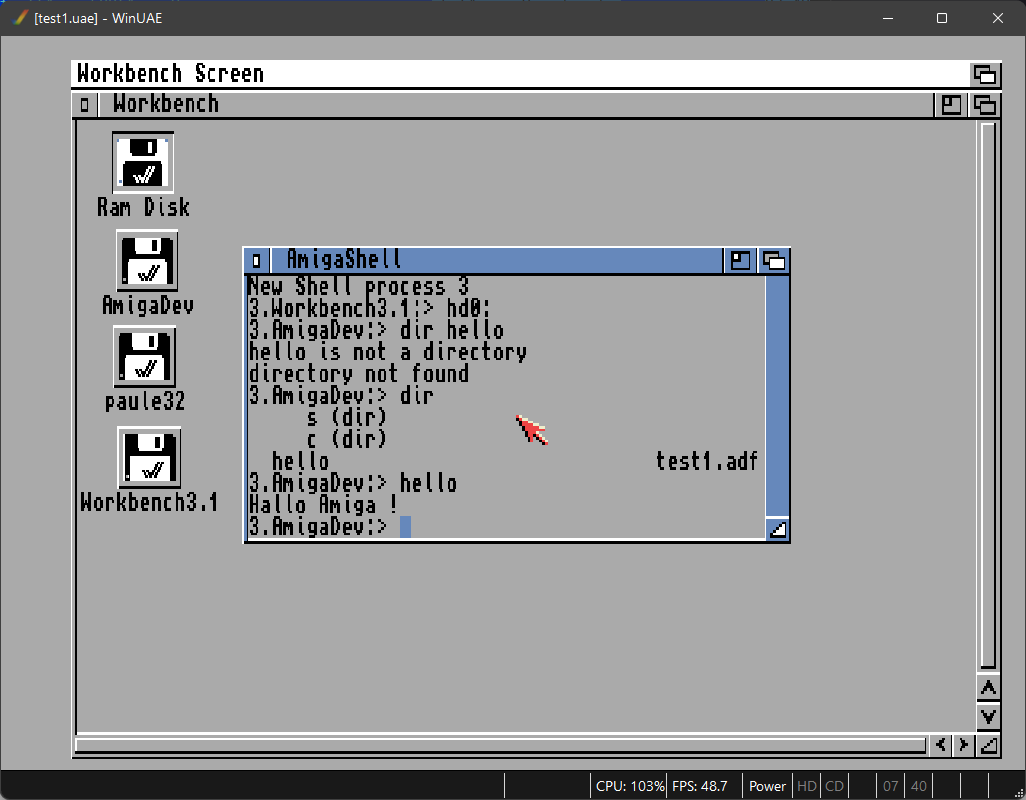 [test1.uae] - WinUAE
Workbench Screen
Workbench
Ram Disk
AmigaDev
paule32
Workbench3.1
AmigaShell
New Shell process 3
3.Workbench3.1:> hd0:
3.AmigaDev:> dir hello
hello is not a directory
directory not found
3.AmigaDev:> dir
s (dir)
c (dir)
hello test1.adf
3.AmigaDev:> hello
Hallo Amiga !
3.AmigaDev:>
CPU: 103% FPS: 48.7 Power HD CD 07 40